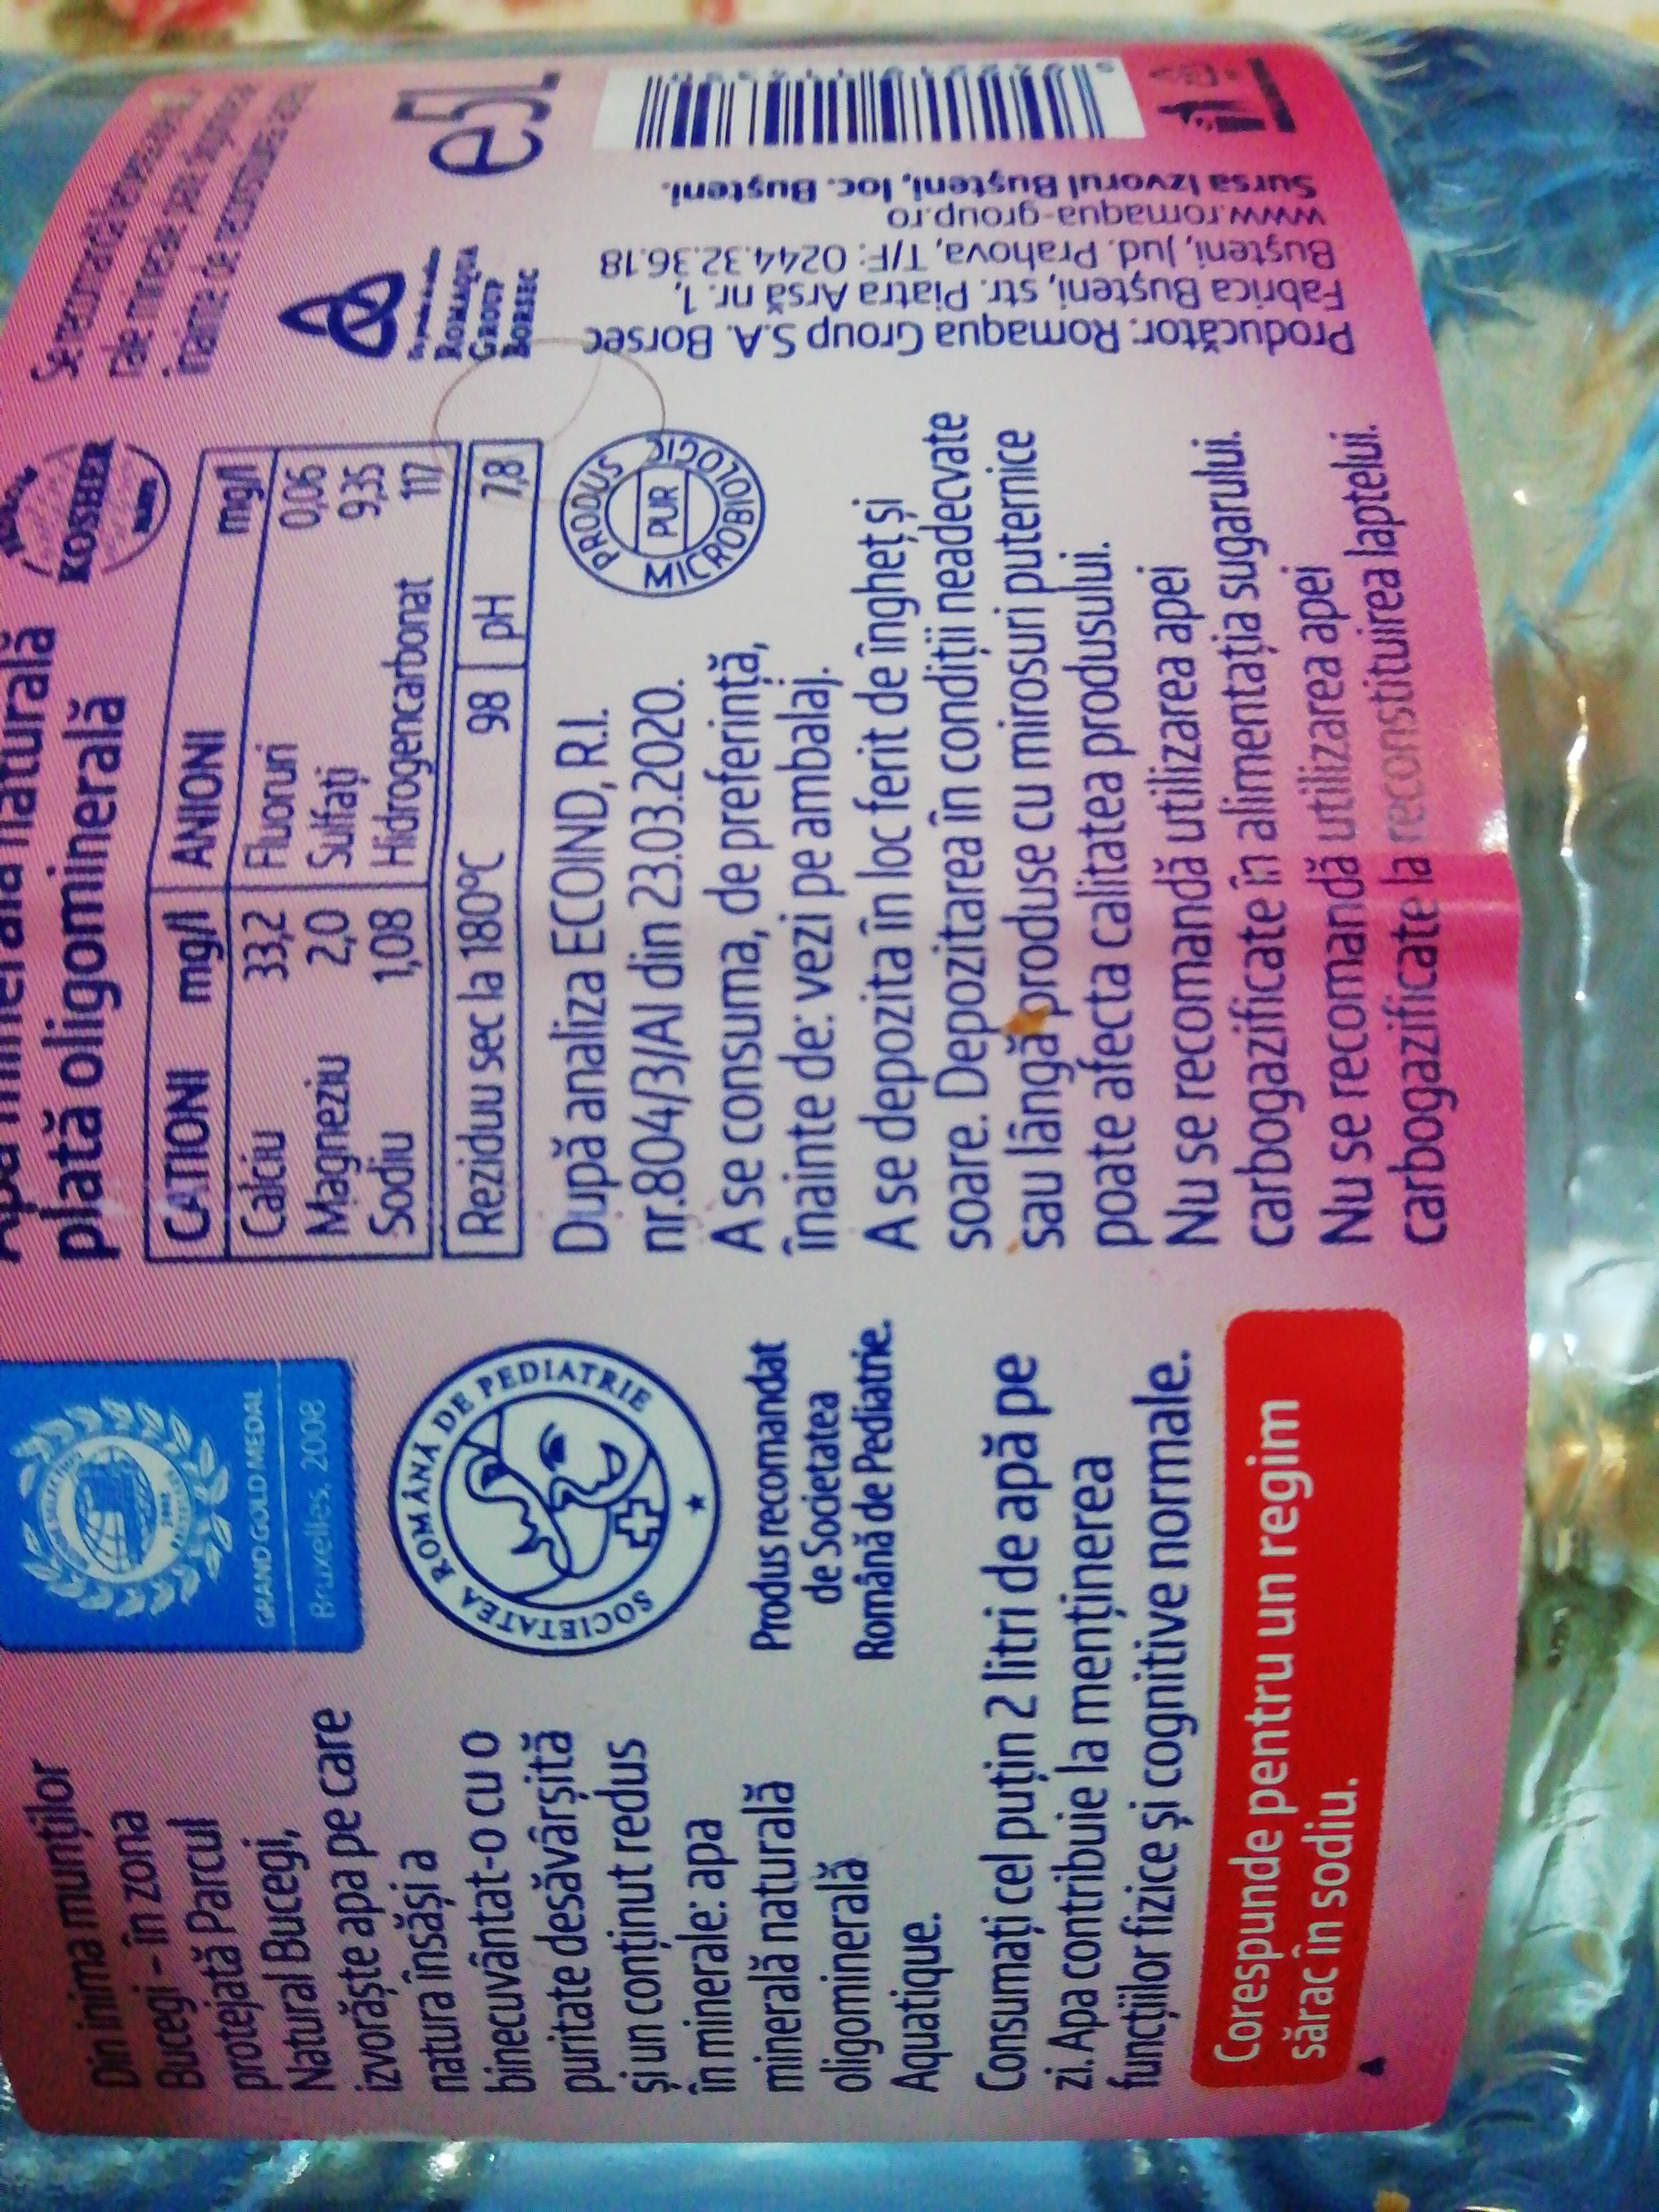 Din inima munților
Bucegi – în zona
protejată Parcul
Natural Bucegi,
izvorăște apa pe care
natura însăși a
binecuvântat-o cu o
puritate desăvârșită
și un conținut redus
în minerale: apa
minerală naturală
oligominerală
Aquatique.
GRAND GOLD MEDAL
Bruxelles, 2008
SOCIETATEA ROMÂNĂ DE PEDIATRIE
Produs recomandat
de Societatea
Română de Pediatrie.
Consumați cel puțin 2 litri de apă pe
zi. Apa contribuie la menținerea
funcțiilor fizice și cognitive normale.
Corespunde pentru un regim
sărac în sodiu.
Apa minerală naturală
plată oligominerală
KOSHER
CATIONI mg/l ANIONI mg/l
Calciu 33,2 Fluoruri 0,06
Magneziu 2,0 Sulfați 9,35
Sodiu 1,08 Hidrogencarbonat 117
Reziduu sec la 180°C 98 pH 7,8
După analiza ECOIND, R.I.
nr.804/3/AI din 23.03.2020.
A se consuma, de preferință,
înainte de: vezi pe ambalaj.
PRODUS PUR MICROBIOLOGIC
A se depozita în loc ferit de îngheț și
soare. Depozitarea în condiții neadecvate
sau lângă produse cu mirosuri puternice
poate afecta calitatea produsului.
Nu se recomandă utilizarea apei
carbogazificate în alimentația sugarului.
Nu se recomandă utilizarea apei
carbogazificate la reconstituirea laptelui.
Se recomandă
înainte de
ROMAQUA
GROUP
BORSEC
e5L
Producător: Romaqua Group S.A. Borsec
Fabrica Bușteni, str. Piatra Arsă nr. 1,
Bușteni, jud. Prahova, T/F: 0244.32.36.18
www.romaqua-group.ro
Sursa Izvorul Bușteni, loc. Bușteni.